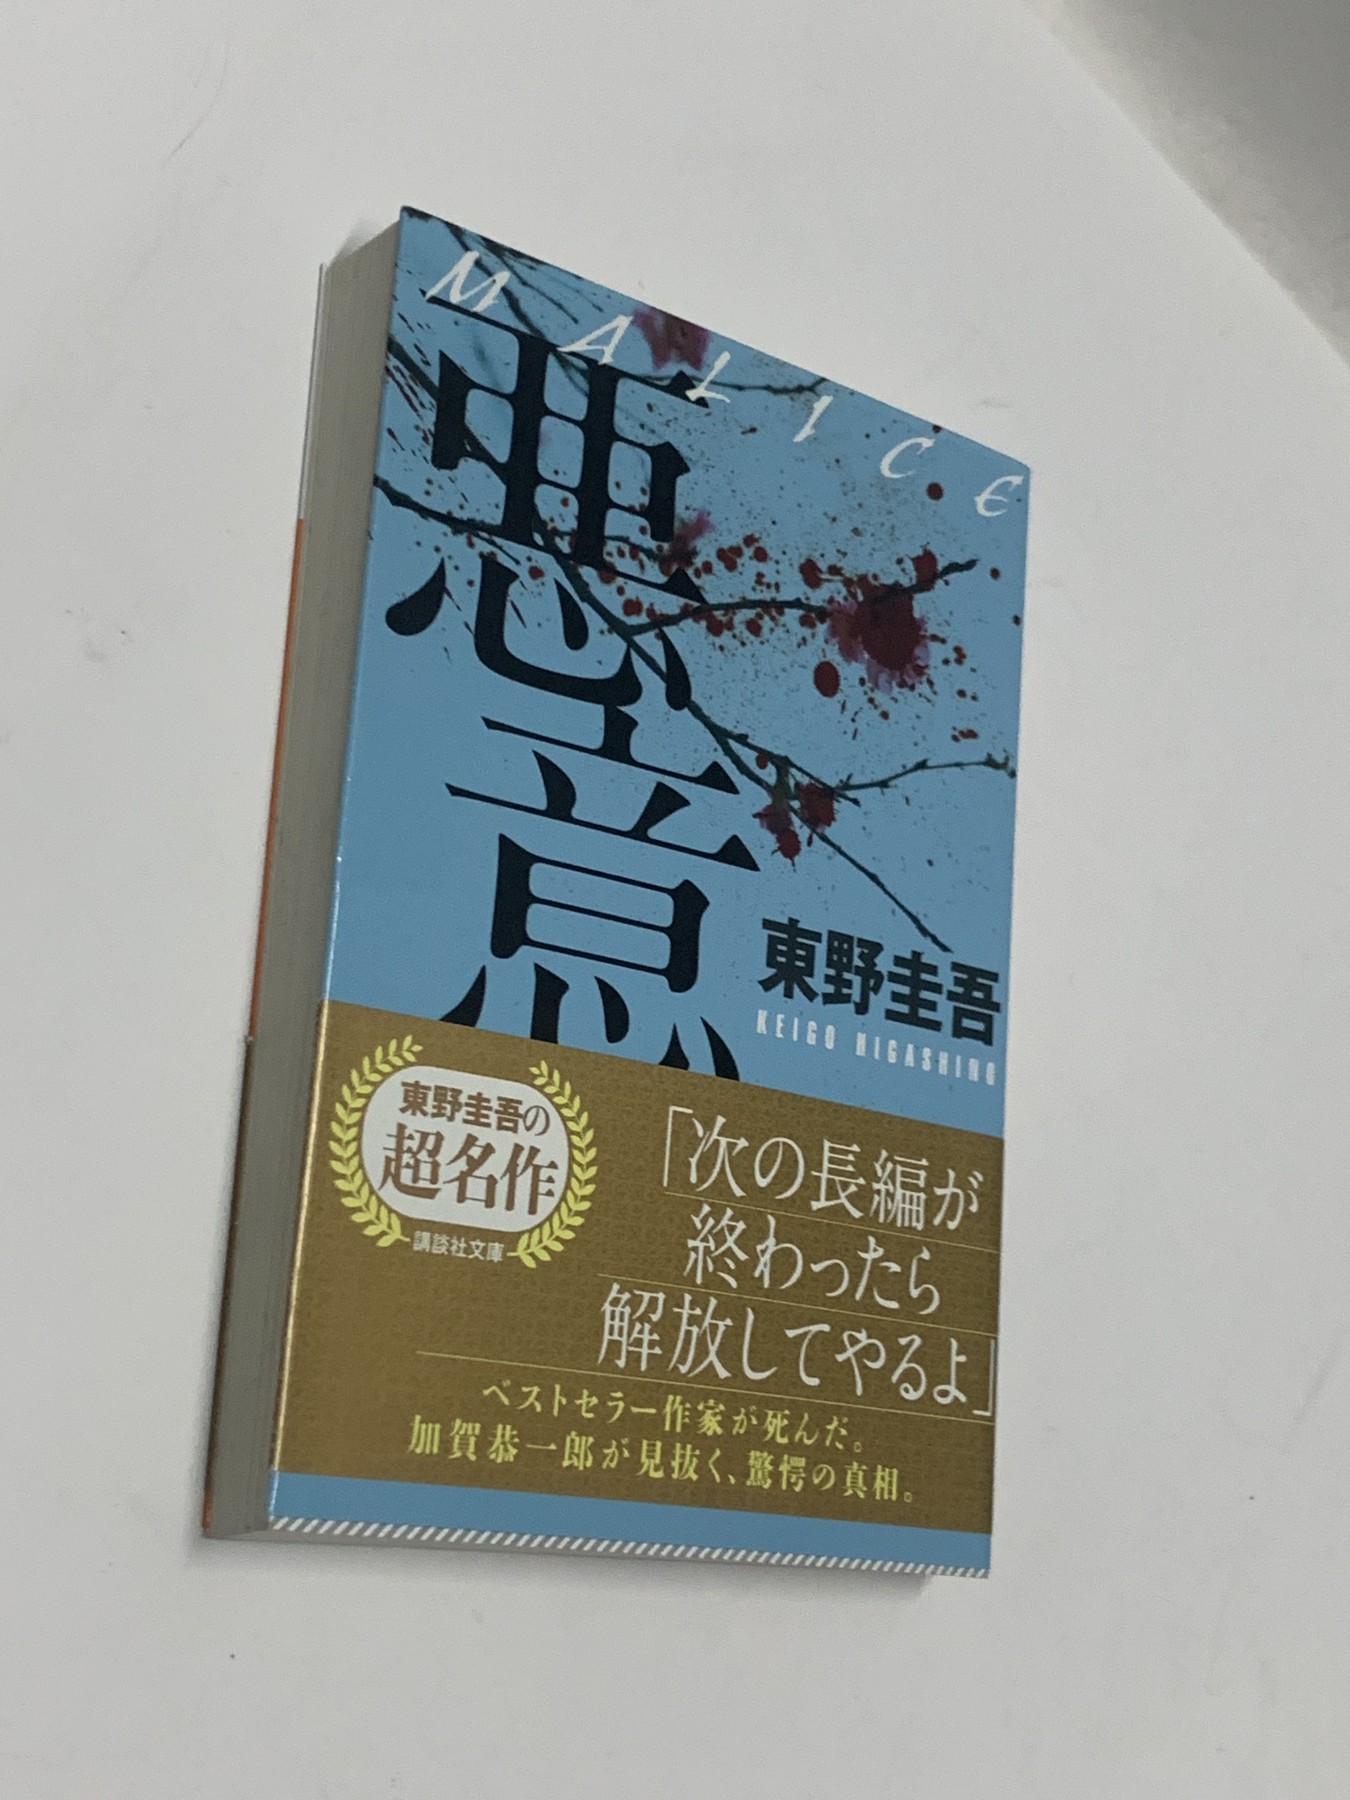 MALICE
悪意
東野圭吾
KEIGO HIGASHINO
東野圭吾の
超名作
講談社文庫
「次の長編が
終わったら
解放してやるよ」
ベストセラー作家が死んだ。
加賀恭一郎が見抜く、驚愕の真相。